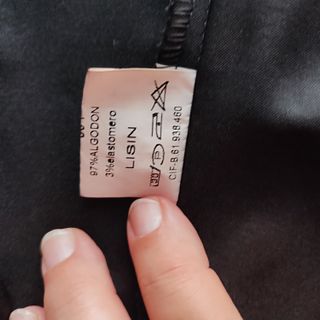 97%ALGODON
3%elastomero
LISIN
CIF-B 61 938 460